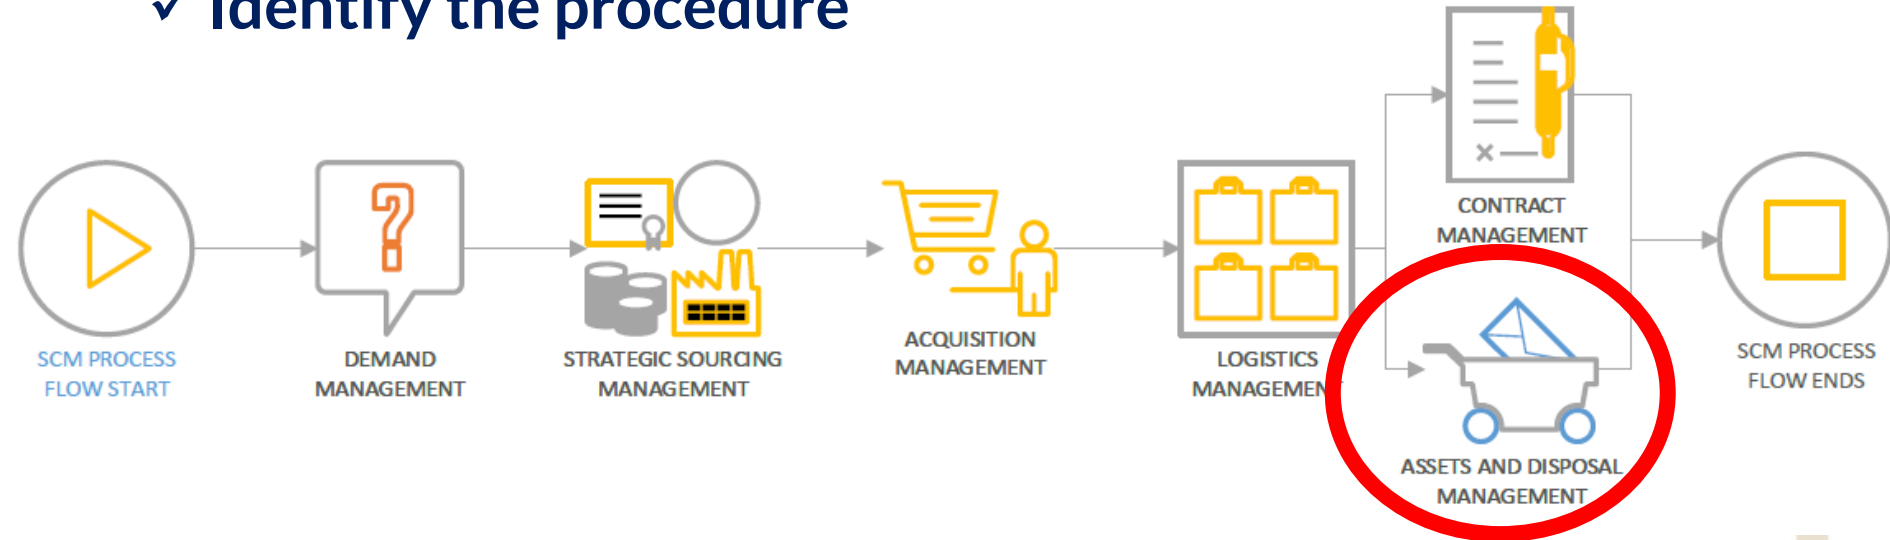 ✓ Identify the procedure
SCM PROCESS
FLOW START
DEMAND
MANAGEMENT
STRATEGIC SOURCING
MANAGEMENT
ACQUISITION
MANAGEMENT
LOGISTICS
MANAGEMENT
CONTRACT
MANAGEMENT
ASSETS AND DISPOSAL
MANAGEMENT
SCM PROCESS
FLOW ENDS